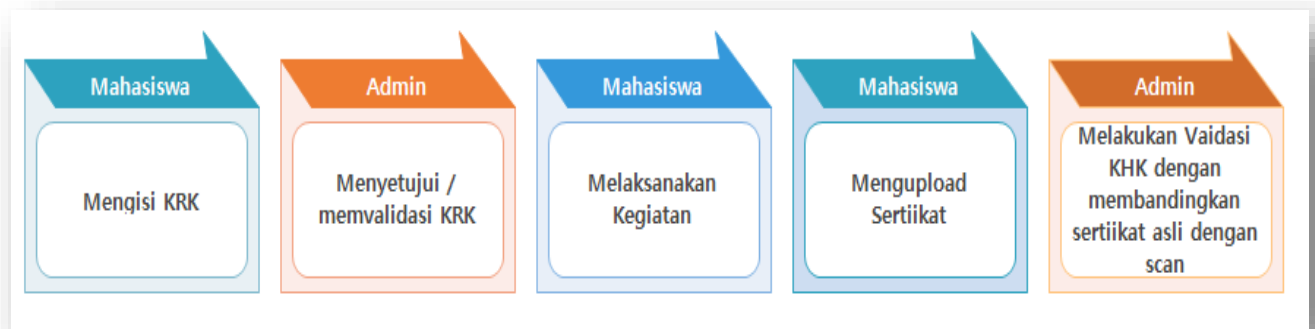 Mahasiswa
Mengisi KRK
Admin
Menyetujui /
memvalidasi KRK
Mahasiswa
Melaksanakan
Kegiatan
Mahasiswa
Mengupload
Sertiikat
Admin
Melakukan Vaidasi
KHK dengan
membandingkan
sertiikat asli dengan
scan